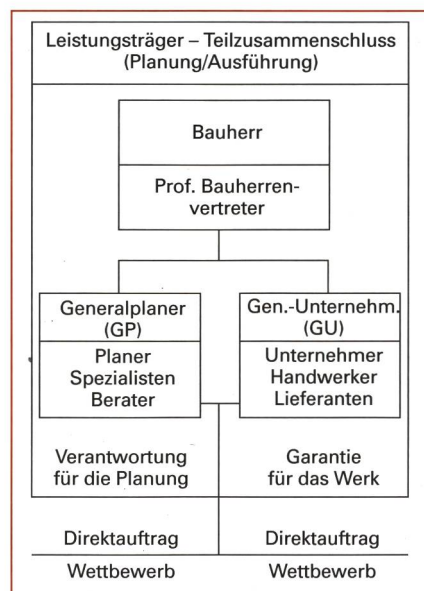 Leistungsträger – Teilzusammenschluss
(Planung/Ausführung)
Bauherr
Prof. Bauherren-
vertreter
Generalplaner
(GP)
Planer
Spezialisten
Berater
Gen.-Unternehm.
(GU)
Unternehmer
Handwerker
Lieferanten
Verantwortung
für die Planung
Garantie
für das Werk
Direktauftrag
Direktauftrag
Wettbewerb
Wettbewerb